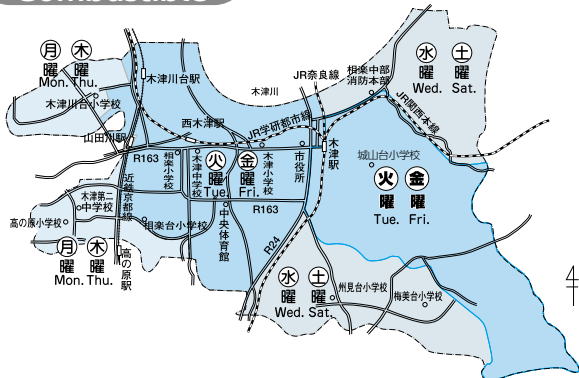 月曜 木曜
Mon. Thu.
木津川台駅
木津川台小学校
山田川駅
西木津駅
木津川
JR奈良線
JR学研都市線
相楽中部
消防本部
JR関西本線
水曜 土曜
Wed. Sat.
R163
相楽小学校
木津中学校
火曜 金曜
Tue. Fri.
木津小学校
市役所
木津駅
城山台小学校
火曜 金曜
Tue. Fri.
近鉄京都線
木津第二
中学校
高の原小学校
相楽台小学校
中央体育館
R163
R24
月曜 木曜
Mon. Thu.
高の原駅
水曜 土曜
Wed. Sat.
州見台小学校
梅美台小学校
4